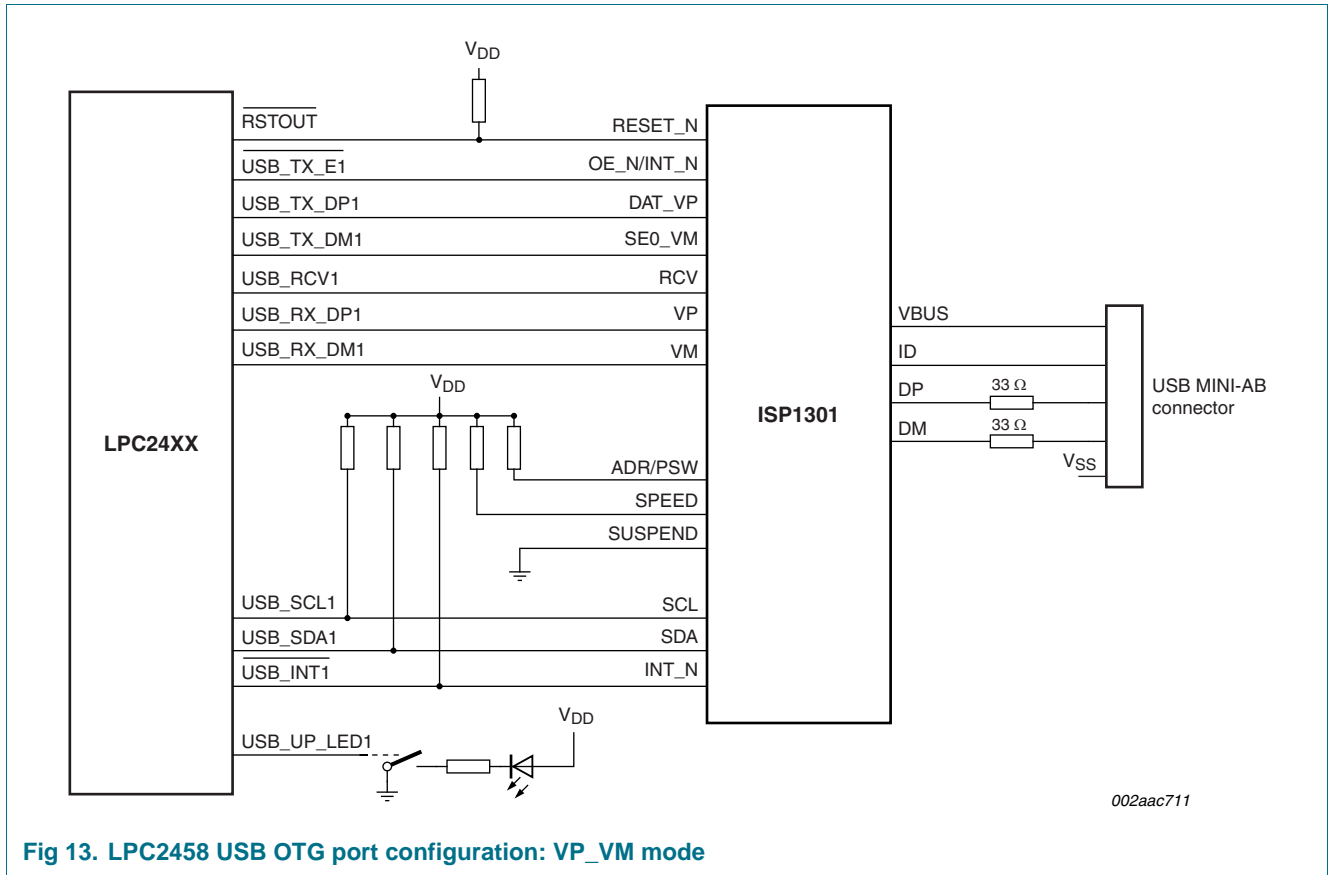 VDD
RSTOUT
RESET_N
USB_TX_E1
OE_N/INT_N
USB_TX_DP1
DAT_VP
USB_TX_DM1
SE0_VM
USB_RCV1
RCV
USB_RX_DP1
VP
USB_RX_DM1
VM
VBUS
ID
DP
33 Ω
DM
33 Ω
VSS
USB MINI-AB
connector
VDD
LPC24XX
ISP1301
ADR/PSW
SPEED
SUSPEND
USB_SCL1
SCL
USB_SDA1
SDA
USB_INT1
INT_N
VDD
USB_UP_LED1
002aac711
Fig 13. LPC2458 USB OTG port configuration: VP_VM mode